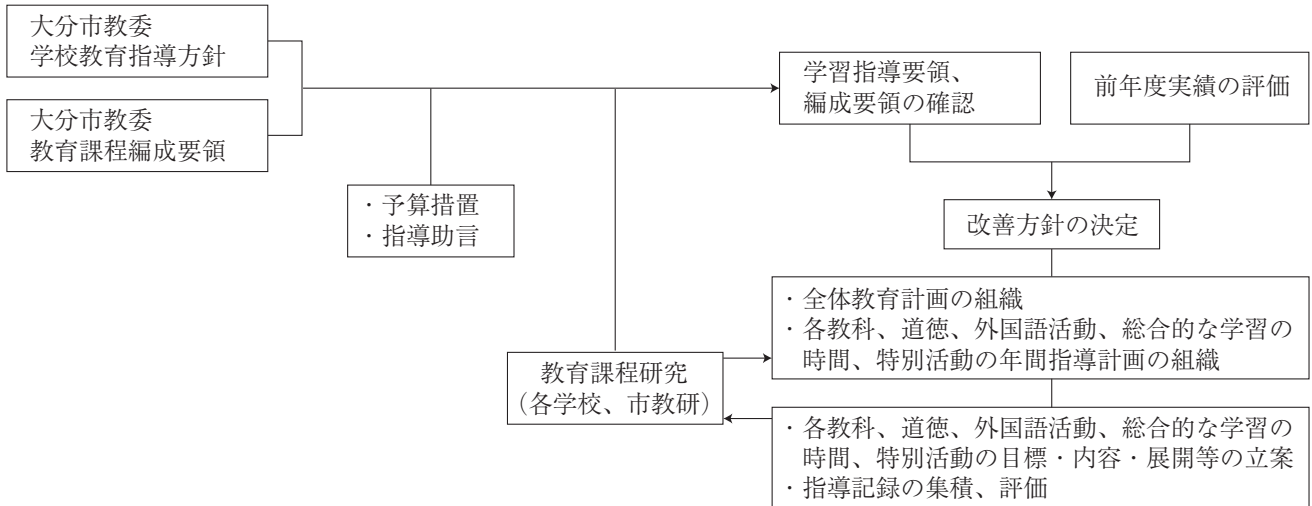 大分市教委
学校教育指導方針
大分市教委
教育課程編成要領
・予算措置
・指導助言
学習指導要領、
編成要領の確認
前年度実績の評価
改善方針の決定
・全体教育計画の組織
・各教科、道徳、外国語活動、総合的な学習の
時間、特別活動の年間指導計画の組織
教育課程研究
（各学校、市教研）
・各教科、道徳、外国語活動、総合的な学習の
時間、特別活動の目標・内容・展開等の立案
・指導記録の集積、評価